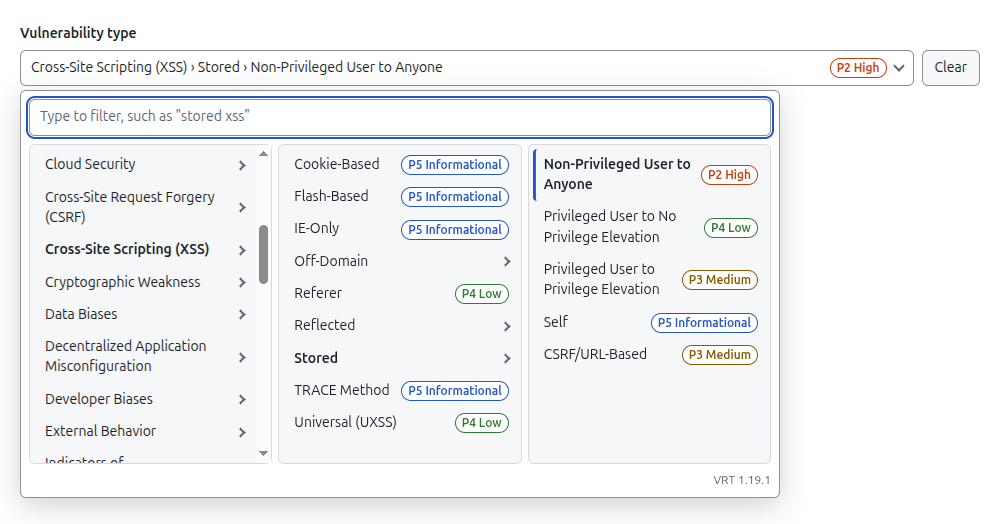 Vulnerability type
Cross-Site Scripting (XSS) › Stored › Non-Privileged User to Anyone
P2 High
Clear
Type to filter, such as "stored xss"
Cloud Security
Cross-Site Request Forgery
(CSRF)
Cross-Site Scripting (XSS)
Cryptographic Weakness
Data Biases
Decentralized Application
Misconfiguration
Developer Biases
External Behavior
Indicators of
Cookie-Based P5 Informational
Flash-Based P5 Informational
IE-Only P5 Informational
Off-Domain
Referer P4 Low
Reflected
Stored
TRACE Method P5 Informational
Universal (UXSS) P4 Low
Non-Privileged User to
Anyone
P2 High
Privileged User to No
Privilege Elevation
P4 Low
Privileged User to
Privilege Elevation
P3 Medium
Self P5 Informational
CSRF/URL-Based P3 Medium
VRT 1.19.1